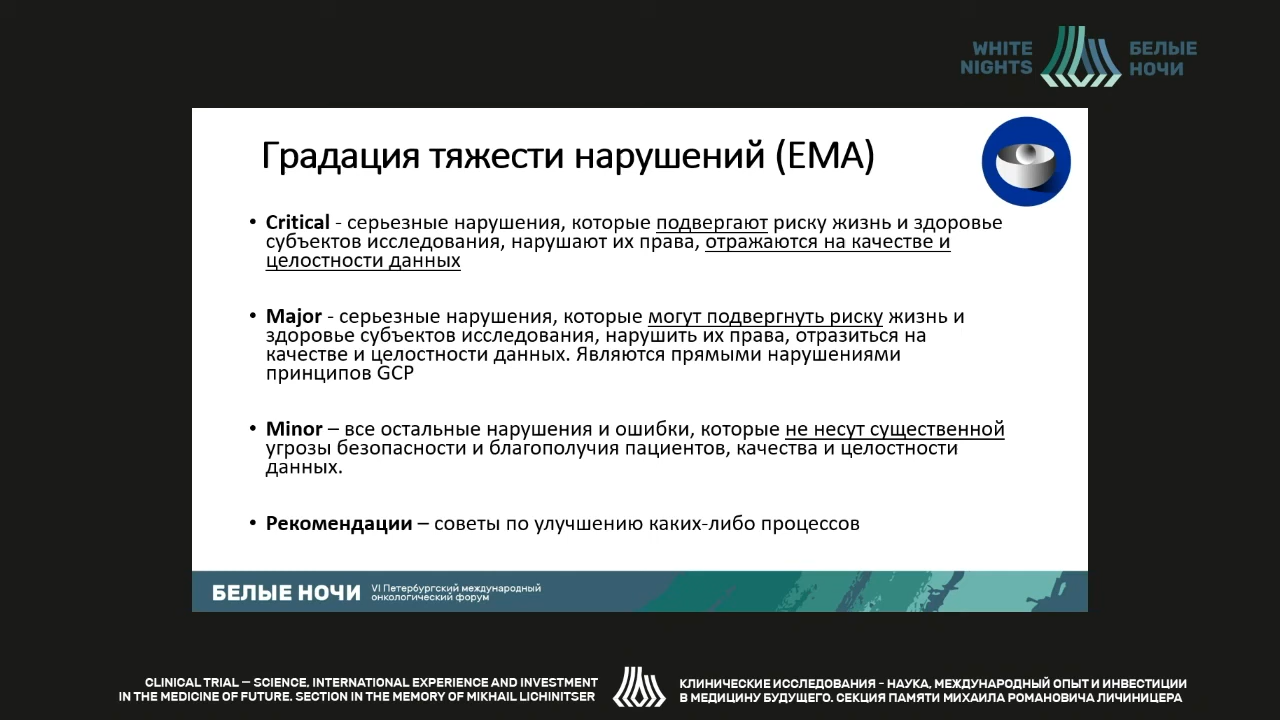 WHITE
NIGHTS
БЕЛЫЕ
НОЧИ
Градация тяжести нарушений (EMA)
• Critical - серьезные нарушения, которые подвергают риску жизнь и здоровье
субъектов исследования, нарушают их права, отражаются на качестве и
целостности данных
• Major - серьезные нарушения, которые могут подвергнуть риску жизнь и
здоровье субъектов исследования, нарушить их права, отразиться на
качестве и целостности данных. Являются прямыми нарушениями
принципов GCP
• Minor – все остальные нарушения и ошибки, которые не несут существенной
угрозы безопасности и благополучия пациентов, качества и целостности
данных.
• Рекомендации – советы по улучшению каких-либо процессов
БЕЛЫЕ НОЧИ
VI Петербургский международный
онкологический форум
CLINICAL TRIAL – SCIENCE, INTERNATIONAL EXPERIENCE AND INVESTMENT
IN THE MEDICINE OF FUTURE. SECTION IN THE MEMORY OF MIKHAIL LICHINITSER
КЛИНИЧЕСКИЕ ИССЛЕДОВАНИЯ - НАУКА, МЕЖДУНАРОДНЫЙ ОПЫТ И ИНВЕСТИЦИИ
В МЕДИЦИНУ БУДУЩЕГО. СЕКЦИЯ ПАМЯТИ МИХАИЛА РОМАНОВИЧА ЛИЧИНИЦЕРА